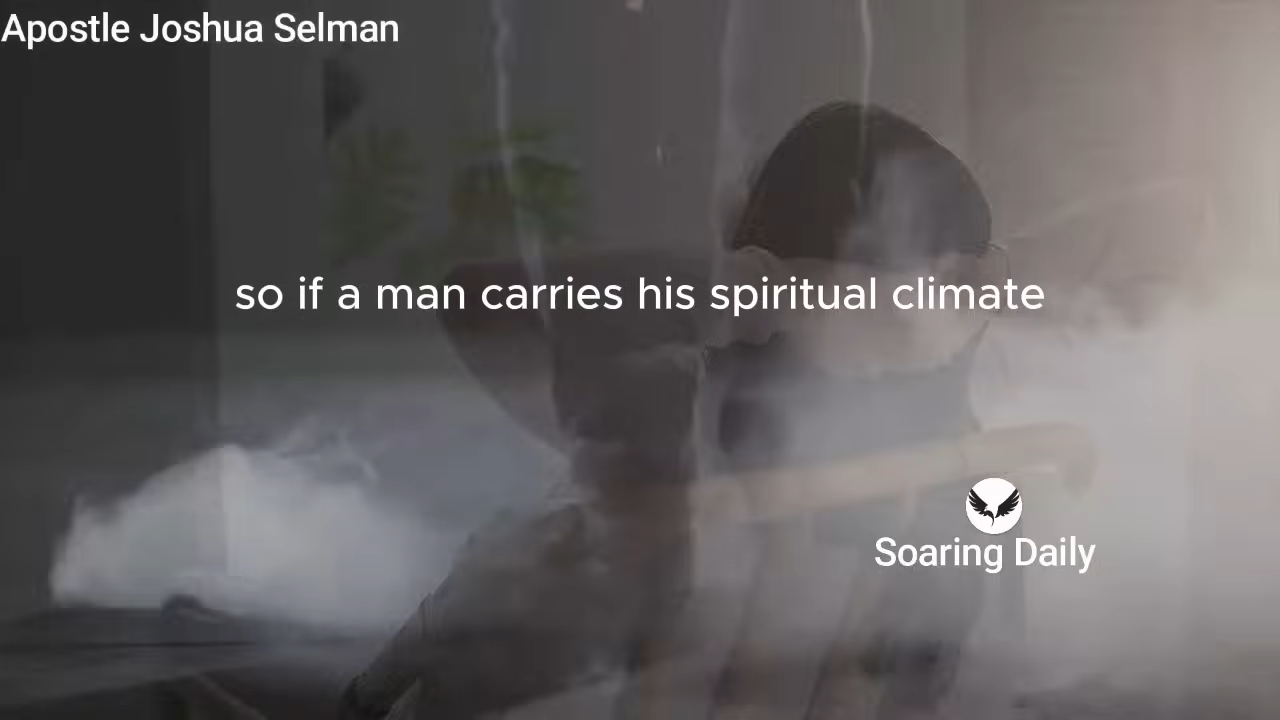 Apostle Joshua Selman
so if a man carries his spiritual climate
Soaring Daily